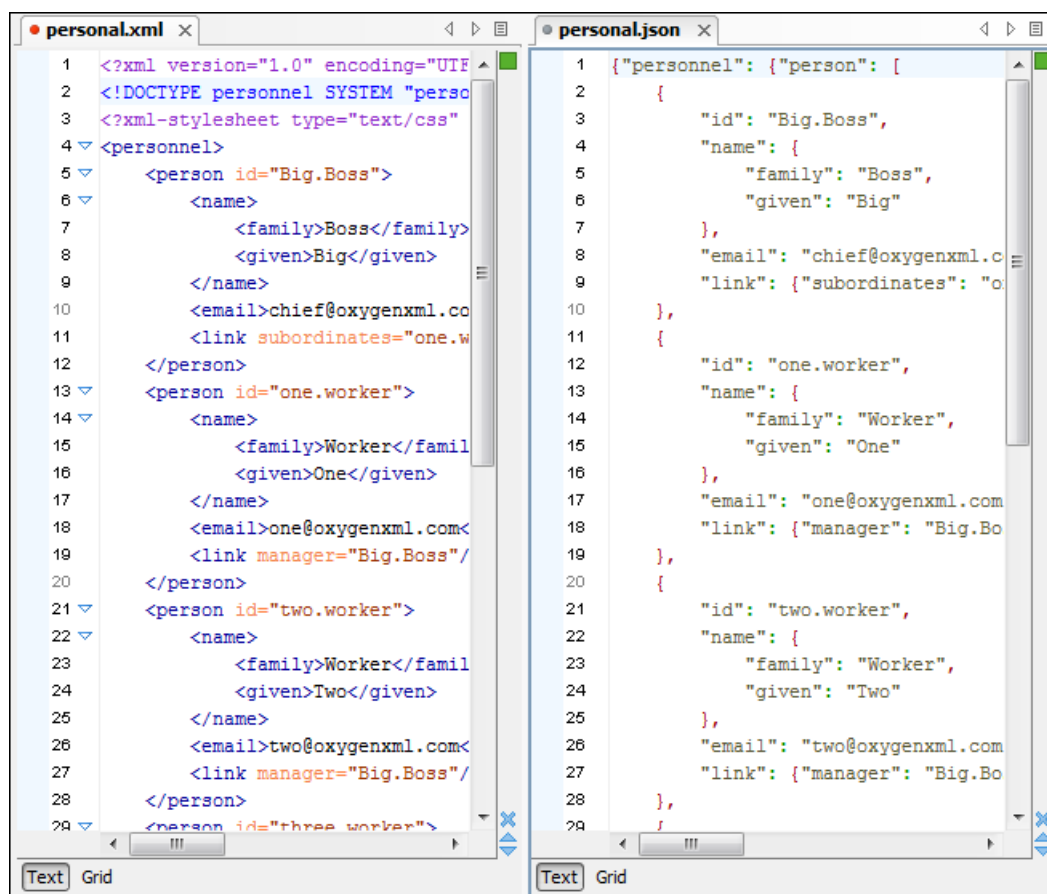 personal.xml
1 <?xml version="1.0" encoding="UTF
2 <!DOCTYPE personnel SYSTEM "perso
3 <?xml-stylesheet type="text/css"
4 <personnel>
5 <person id="Big.Boss">
6 <name>
7 <family>Boss</family>
8 <given>Big</given>
9 </name>
10 <email>chief@oxygenxml.co
11 <link subordinates="one.w
12 </person>
13 <person id="one.worker">
14 <name>
15 <family>Worker</famil
16 <given>One</given>
17 </name>
18 <email>one@oxygenxml.com<
19 <link manager="Big.Boss"/
20 </person>
21 <person id="two.worker">
22 <name>
23 <family>Worker</famil
24 <given>Two</given>
25 </name>
26 <email>two@oxygenxml.com<
27 <link manager="Big.Boss"/
28 </person>
29 <person id="three.worker">
Text Grid
personal.json
1 {"personnel": {"person": [
2 {
3 "id": "Big.Boss",
4 "name": {
5 "family": "Boss",
6 "given": "Big"
7 },
8 "email": "chief@oxygenxml.c
9 "link": {"subordinates": "o
10 },
11 {
12 "id": "one.worker",
13 "name": {
14 "family": "Worker",
15 "given": "One"
16 },
17 "email": "one@oxygenxml.com
18 "link": {"manager": "Big.Bo
19 },
20 {
21 "id": "two.worker",
22 "name": {
23 "family": "Worker",
24 "given": "Two"
25 },
26 "email": "two@oxygenxml.com
27 "link": {"manager": "Big.Bo
28 },
29 {
Text Grid